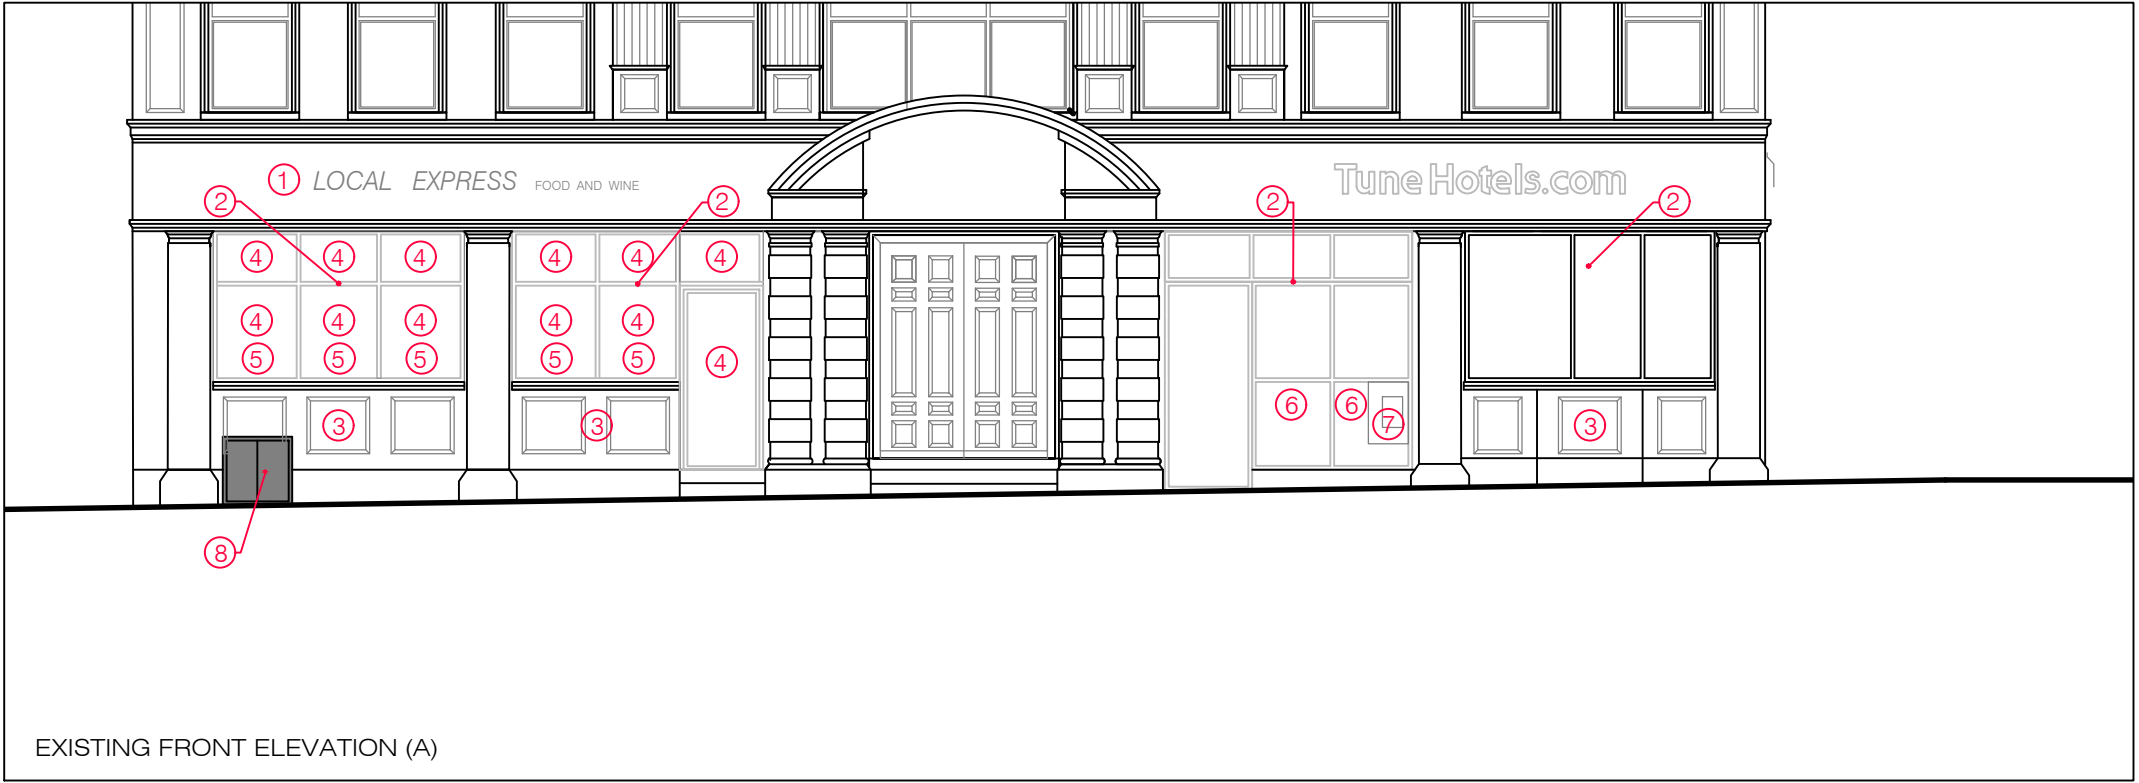 1 LOCAL EXPRESS FOOD AND WINE
Tune Hotels.com
2 2 2 2
4 4 4 4 4 4
4 4 4 4 4
5 5 5 5 5 4
6 6 7
3 3 3
8
EXISTING FRONT ELEVATION (A)